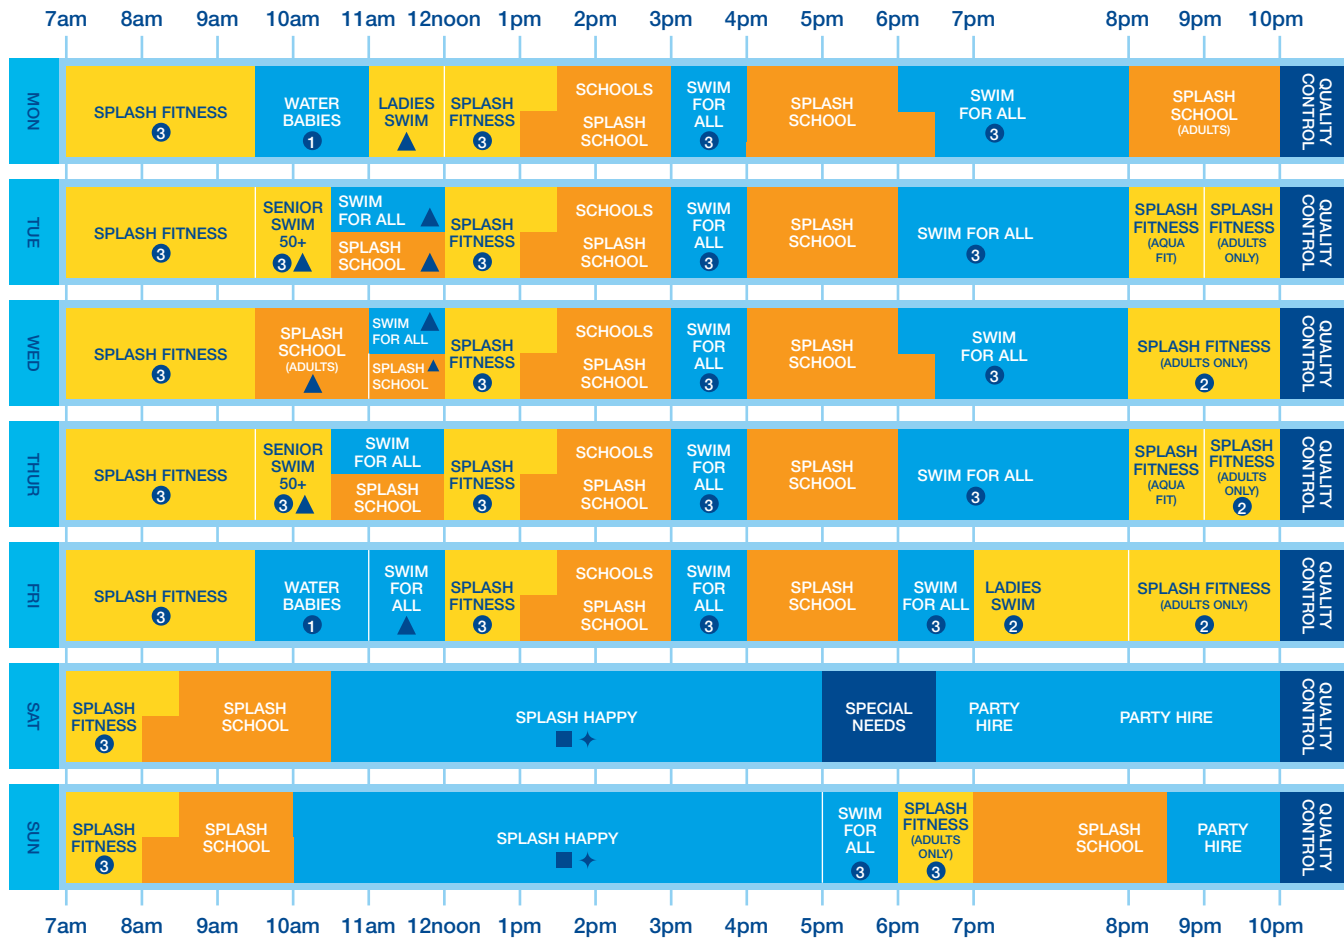 7am 8am 9am 10am 11am 12noon 1pm 2pm 3pm 4pm 5pm 6pm 7pm 8pm 9pm 10pm
MON
SPLASH FITNESS
3
WATER
BABIES
1
LADIES
SWIM
SPLASH
FITNESS
3
SCHOOLS
SPLASH
SCHOOL
SWIM
FOR
ALL
3
SPLASH
SCHOOL
SWIM
FOR ALL
3
SPLASH
SCHOOL
(ADULTS)
QUALITY
CONTROL
TUE
SPLASH FITNESS
3
SENIOR
SWIM
50+
3
SWIM
FOR ALL
SPLASH
SCHOOL
SPLASH
FITNESS
3
SCHOOLS
SPLASH
SCHOOL
SWIM
FOR
ALL
3
SPLASH
SCHOOL
SWIM FOR ALL
3
SPLASH
FITNESS
(AQUA
FIT)
SPLASH
FITNESS
(ADULTS
ONLY)
QUALITY
CONTROL
WED
SPLASH FITNESS
3
SPLASH
SCHOOL
(ADULTS)
SWIM
FOR ALL
SPLASH
SCHOOL
SPLASH
FITNESS
3
SCHOOLS
SPLASH
SCHOOL
SWIM
FOR
ALL
3
SPLASH
SCHOOL
SWIM
FOR ALL
3
SPLASH FITNESS
(ADULTS ONLY)
2
QUALITY
CONTROL
THUR
SPLASH FITNESS
3
SENIOR
SWIM
50+
3
SWIM
FOR ALL
SPLASH
SCHOOL
SPLASH
FITNESS
3
SCHOOLS
SPLASH
SCHOOL
SWIM
FOR
ALL
3
SPLASH
SCHOOL
SWIM FOR ALL
3
SPLASH
FITNESS
(AQUA
FIT)
SPLASH
FITNESS
(ADULTS
ONLY)
2
QUALITY
CONTROL
FRI
SPLASH FITNESS
3
WATER
BABIES
1
SWIM
FOR
ALL
SPLASH
FITNESS
3
SCHOOLS
SPLASH
SCHOOL
SWIM
FOR
ALL
3
SPLASH
SCHOOL
SWIM
FOR ALL
3
LADIES
SWIM
2
SPLASH FITNESS
(ADULTS ONLY)
2
QUALITY
CONTROL
SAT
SPLASH
FITNESS
3
SPLASH
SCHOOL
SPLASH HAPPY
SPECIAL
NEEDS
PARTY
HIRE
PARTY HIRE
QUALITY
CONTROL
SUN
SPLASH
FITNESS
3
SPLASH
SCHOOL
SPLASH HAPPY
SWIM
FOR
ALL
3
SPLASH
FITNESS
(ADULTS
ONLY)
3
SPLASH
SCHOOL
PARTY
HIRE
QUALITY
CONTROL
7am 8am 9am 10am 11am 12noon 1pm 2pm 3pm 4pm 5pm 6pm 7pm 8pm 9pm 10pm